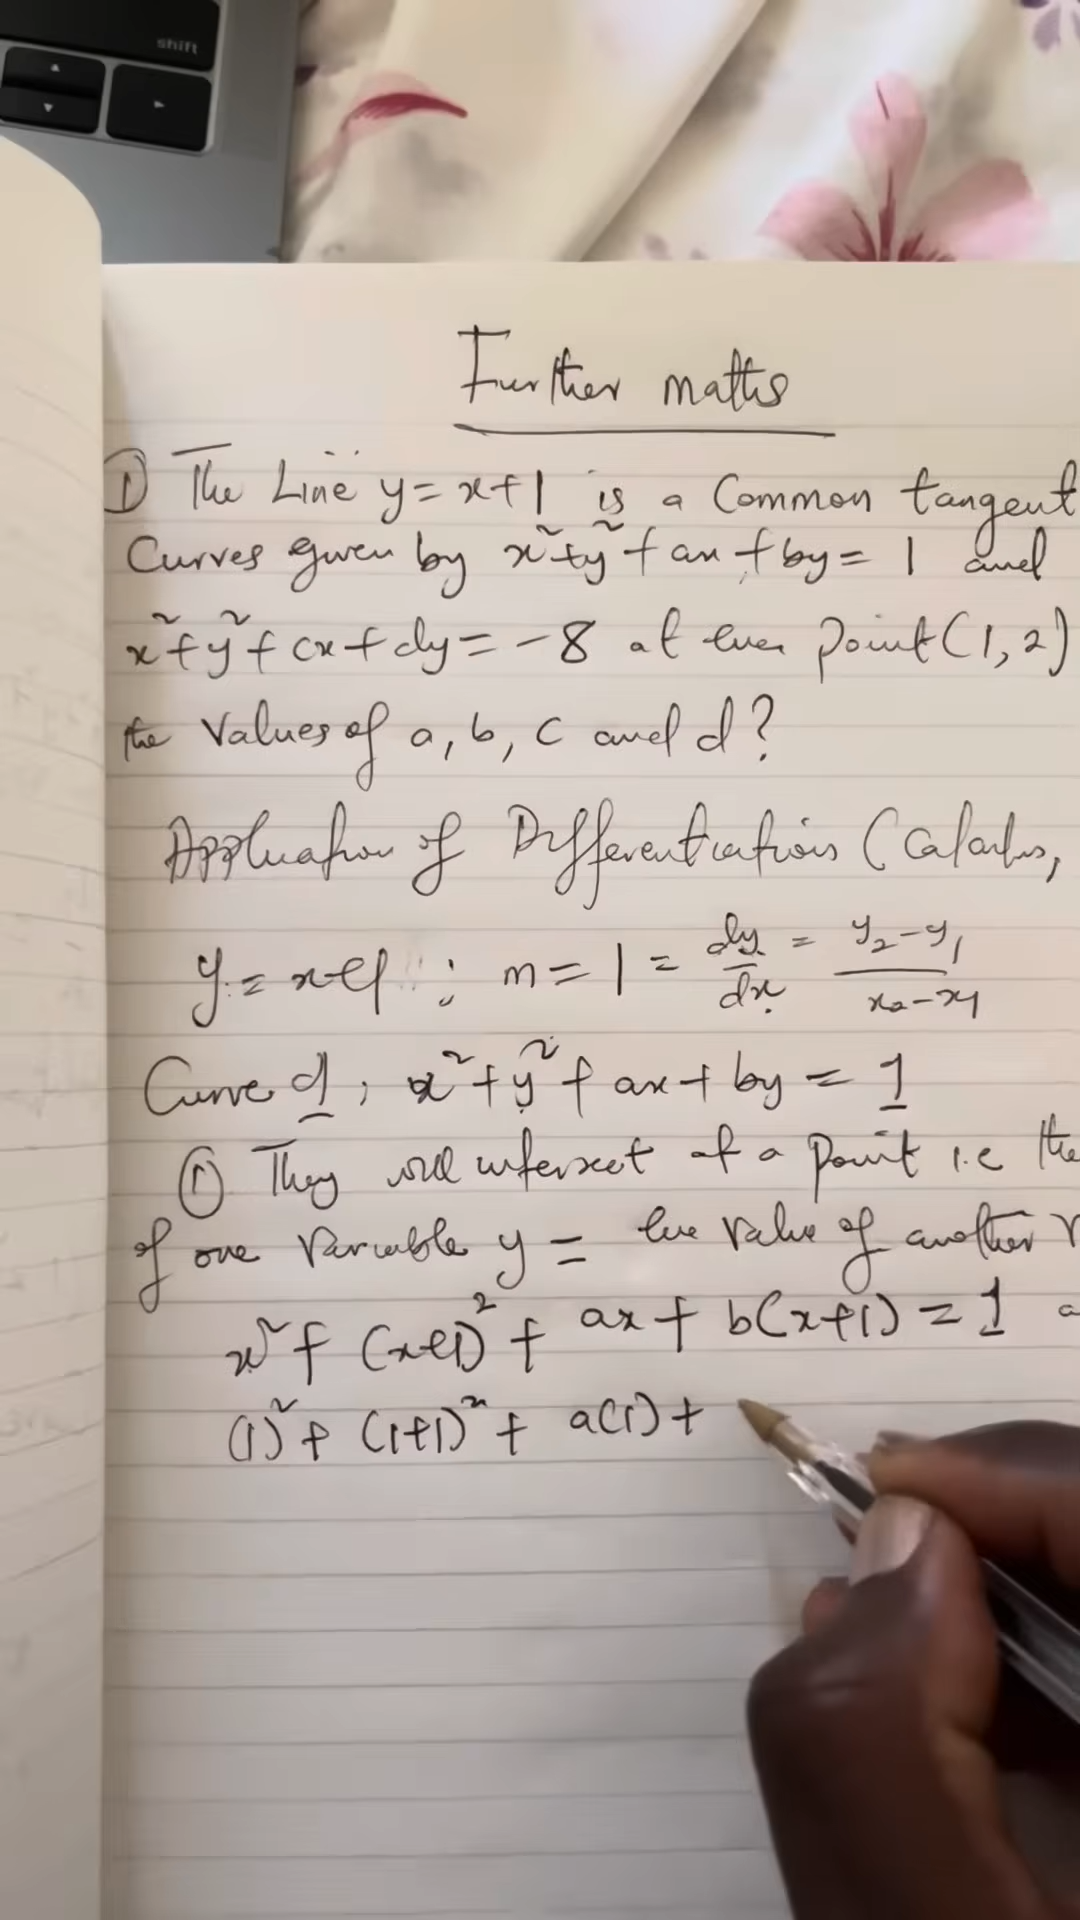 shift
Further maths
① The Line y = x+1 is a Common tangent
Curves given by x²+y²+ax+by = 1 and
x²+y²+cx+dy = -8 at point (1, 2)
the Values of a, b, c and d?
Application of Differentiation (Calculus,
y = x+1 ; m = 1 = dy/dx = y₂-y₁/x₂-x₁
Curve 1, x²+y²+ax+by = 1
① They will intersect at a point i.e the
of one Variable y = the value of another
x² + (x+1)² + ax + b(x+1) = 1 a
(1)² + (1+1)² + a(1) +